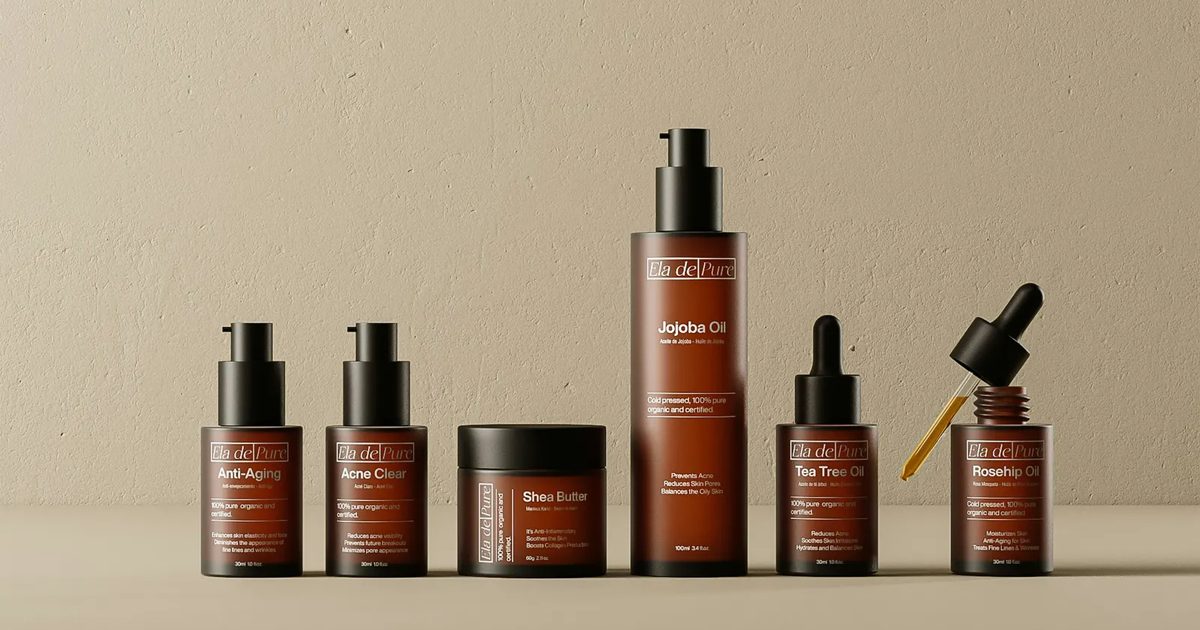 Ela de Pure
Anti-Aging
100% pure organic and
certified.
Enhances skin elasticity and tone
Diminishes the appearance of
fine lines and wrinkles.
30ml 1.0 fl.oz.
Ela de Pure
Acne Clear
100% pure organic and
certified.
Reduces acne visibility
Prevents future breakouts
Minimizes pore appearance
30ml 1.0 fl.oz.
Ela de Pure
100% pure organic and
certified.
Shea Butter
It's Anti-Inflammatory
Soothes the Skin
Boosts Collagen Production
60g 2.11oz.
Ela de Pure
Jojoba Oil
Aceite de Jojoba - Huile de Jojoba
Cold pressed, 100% pure
organic and certified
Prevents Acne
Reduces Skin Pores
Balances the Oily Skin
100ml 3.4 fl.oz.
Ela de Pure
Tea Tree Oil
100% pure organic and
certified.
Reduces Acne
Soothes Skin Irritations
Hydrates and Balances Skin
30ml 1.0 fl.oz.
Ela de Pure
Rosehip Oil
Cold pressed, 100% pure
organic and certified.
Moisturizes Skin
Anti-Aging for Skin
Treats Fine Lines & Wrinkles
30ml 1.0 fl.oz.